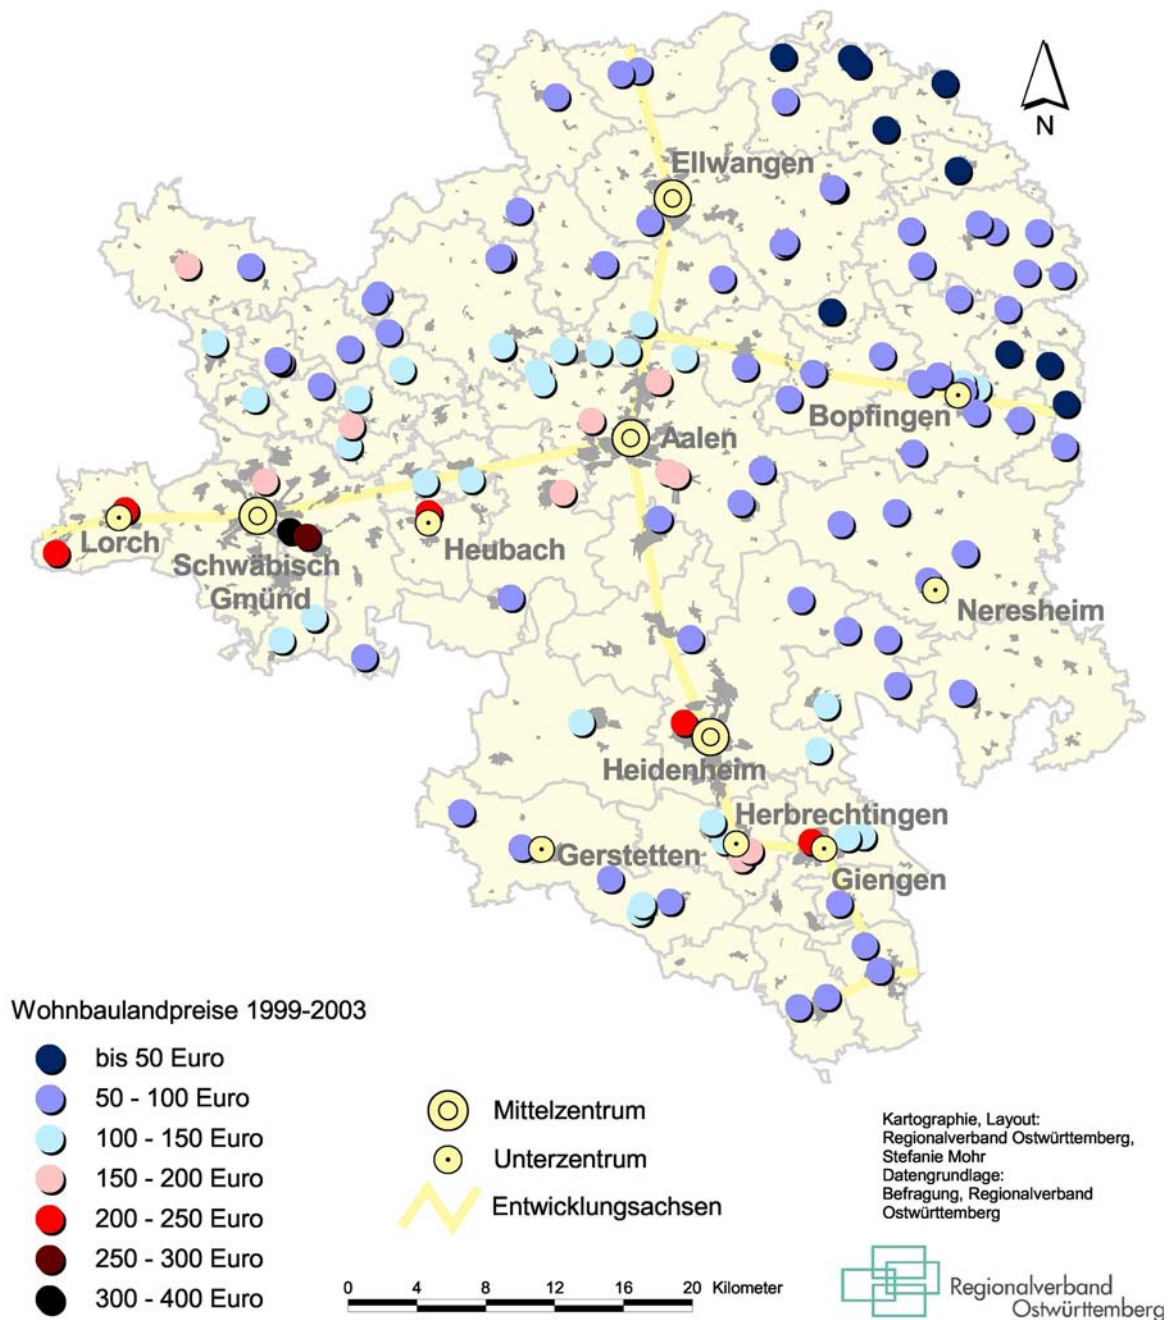 N
Ellwangen
Aalen
Bopfingen
Lorch
Schwäbisch
Gmünd
Heubach
Neresheim
Heidenheim
Herbrechtingen
Gerstetten
Giengen
Wohnbaulandpreise 1999-2003
bis 50 Euro
50 - 100 Euro
100 - 150 Euro
150 - 200 Euro
200 - 250 Euro
250 - 300 Euro
300 - 400 Euro
Mittelzentrum
Unterzentrum
Entwicklungsachsen
0 4 8 12 16 20 Kilometer
Kartographie, Layout:
Regionalverband Ostwürttemberg,
Stefanie Mohr
Datengrundlage:
Befragung, Regionalverband
Ostwürttemberg
Regionalverband
Ostwürttemberg